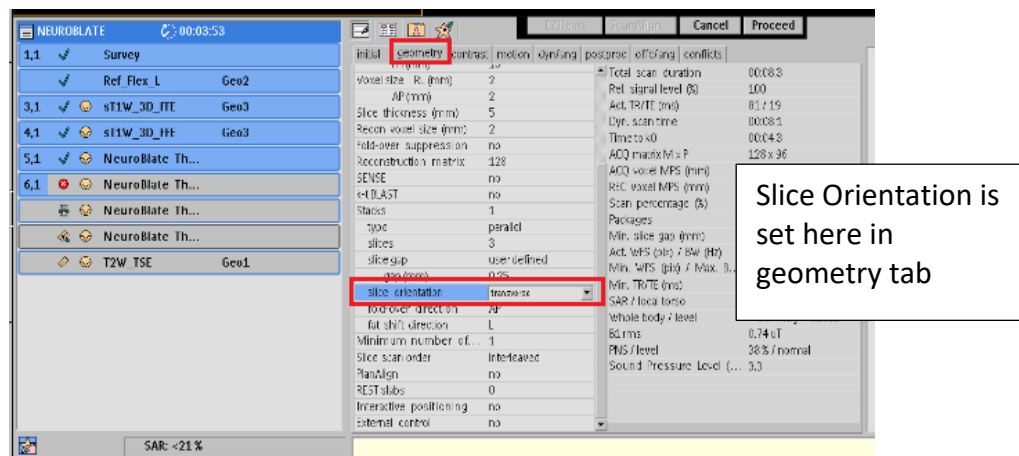 NEUROBLATE 00:03:53
1,1 Survey
Ref_Flex_L Geo2
3,1 sT1W_3D_TFE Geo3
4,1 sT1W_3D_FFE Geo3
5,1 NeuroBlate Th...
6,1 NeuroBlate Th...
NeuroBlate Th...
NeuroBlate Th...
T2W_TSE Geo1
SAR: <21 %
EZHeart ScanAlign Cancel Proceed
initial geometry contrast motion dyn/ang postproc offc/ang conflicts
Voxel size RL (mm) 2
AP (mm) 2
Slice thickness (mm) 5
Recon voxel size (mm) 2
Fold-over suppression no
Reconstruction matrix 128
SENSE no
k-t BLAST no
Stacks 1
type parallel
slices 3
slice gap user defined
gap (mm) 0.25
slice orientation transverse
fold-over direction AP
fat shift direction L
Minimum number of... 1
Slice scan order interleaved
PlanAlign no
REST slabs 0
Interactive positioning no
External control no
Total scan duration 00:08.3
Rel. signal level (%) 100
Act. TR/TE (ms) 81 / 19
Dyn. scan time 00:08.1
Time to k0 00:04.3
ACQ matrix M x P 128 x 96
ACQ voxel MPS (mm)
REC voxel MPS (mm)
Scan percentage (%)
Packages
Min. slice gap (mm)
Act. WFS (pix) / BW (Hz)
Min. WFS (pix) / Max. B...
Min. TR/TE (ms)
SAR / local torso
Whole body / level
B1 rms 0.74 uT
PNS / level 38 % / normal
Sound Pressure Level (... 3.3
Slice Orientation is
set here in
geometry tab